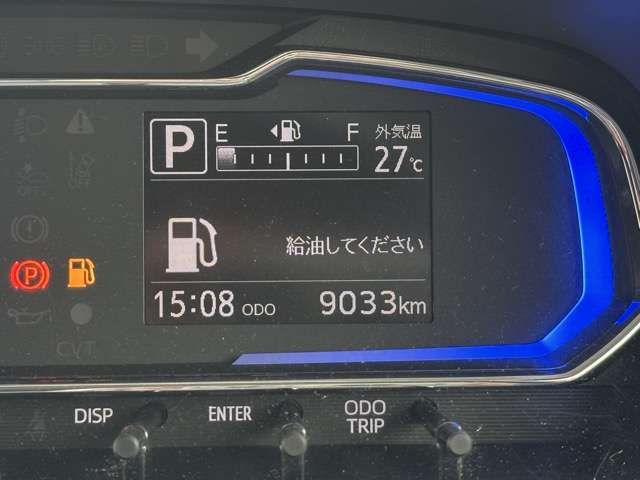 E F 外気温
P 27℃
給油してください
15:08 ODO 9033km
(P)
CVT
DISP ENTER ODO
TRIP